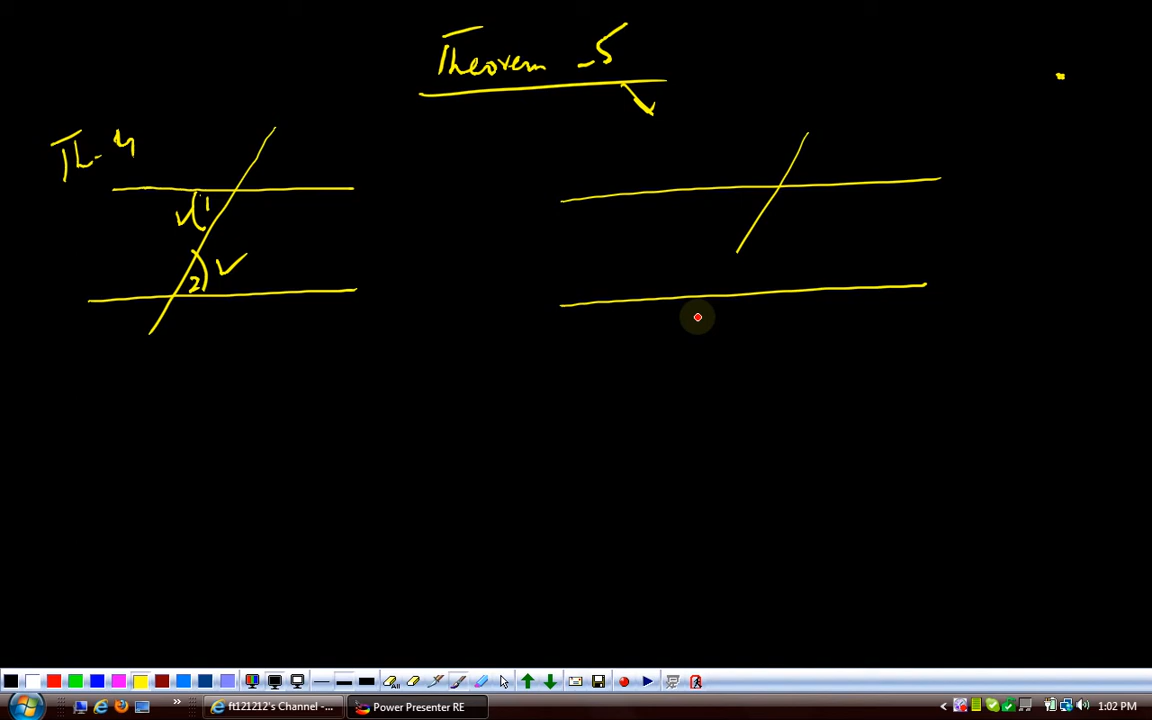 Theorem - 5
Th - 4
1
2
ft121212's Channel -...
Power Presenter RE
1:02 PM